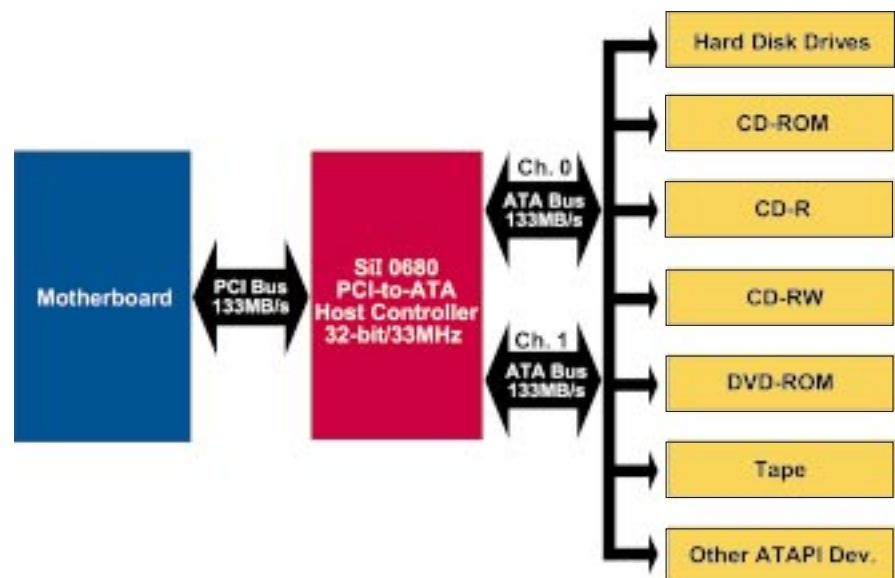 Motherboard
PCI Bus
133MB/s
SiI 0680
PCI-to-ATA
Host Controller
32-bit/33MHz
Ch. 0
ATA Bus
133MB/s
Ch. 1
ATA Bus
133MB/s
Hard Disk Drives
CD-ROM
CD-R
CD-RW
DVD-ROM
Tape
Other ATAPI Dev.